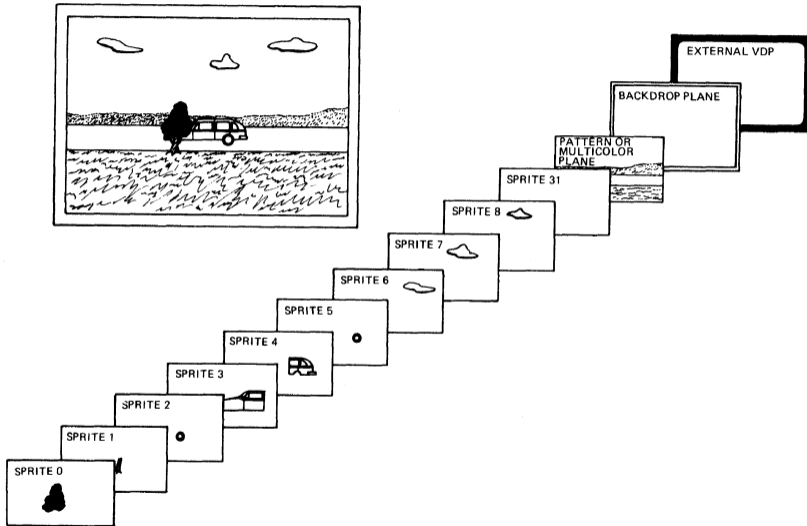 EXTERNAL VDP
BACKDROP PLANE
PATTERN OR
MULTICOLOR
PLANE
SPRITE 31
SPRITE 8
SPRITE 7
SPRITE 6
SPRITE 5
SPRITE 4
SPRITE 3
SPRITE 2
SPRITE 1
SPRITE 0